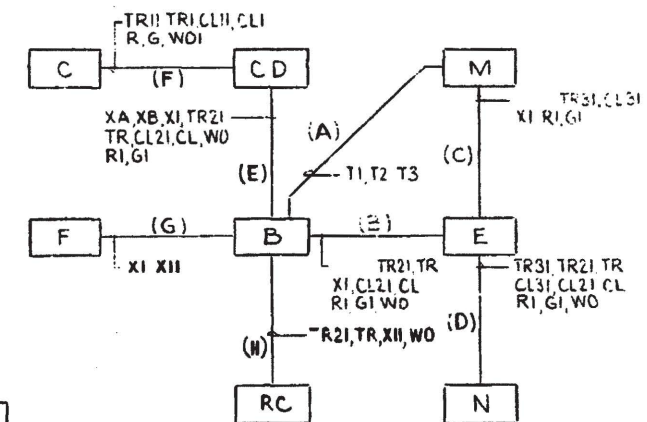 TR11 TR1,CL11,CL1
R,G,WO1
C
(F)
CD
M
XA,XB,X1,TR21
TR,CL21,CL,WO
R1,G1
(A)
TR31,CL31
X1 R1,G1
(C)
(E)
T1,T2 T3
F
(G)
B
(B)
E
X1 X11
TR21,TR
X1,CL21,CL
R1,G1,WO
TR31,TR21,TR
CL31,CL21,CL
R1,G1,WO
(H)
TR21,TR,X11,WO
(D)
RC
N